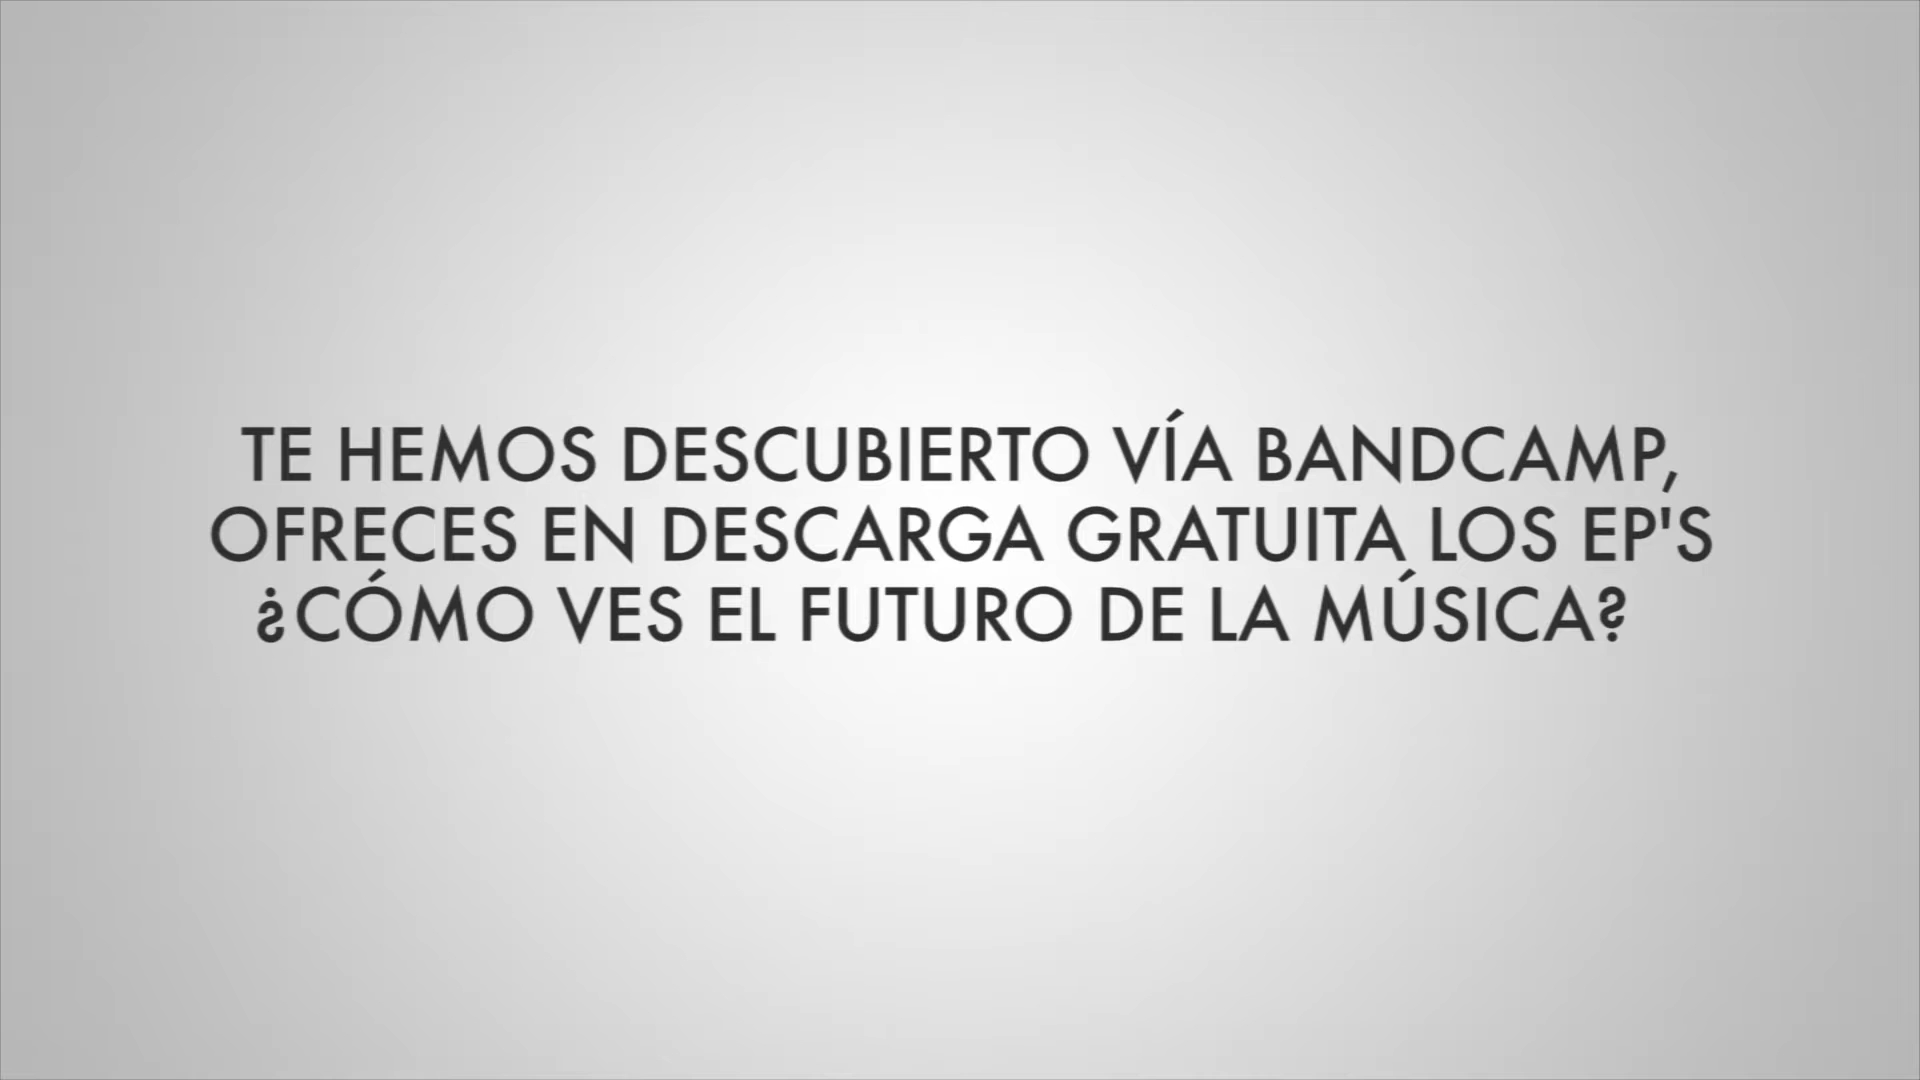 TE HEMOS DESCUBIERTO VÍA BANDCAMP,
OFRECES EN DESCARGA GRATUITA LOS EP'S
¿CÓMO VES EL FUTURO DE LA MÚSICA?